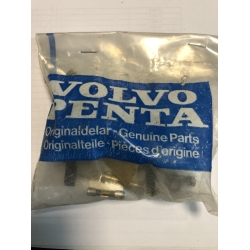 VOLVO
PENTA
Originaldelar - Genuine Parts
Originalteile - Pièces d'origine